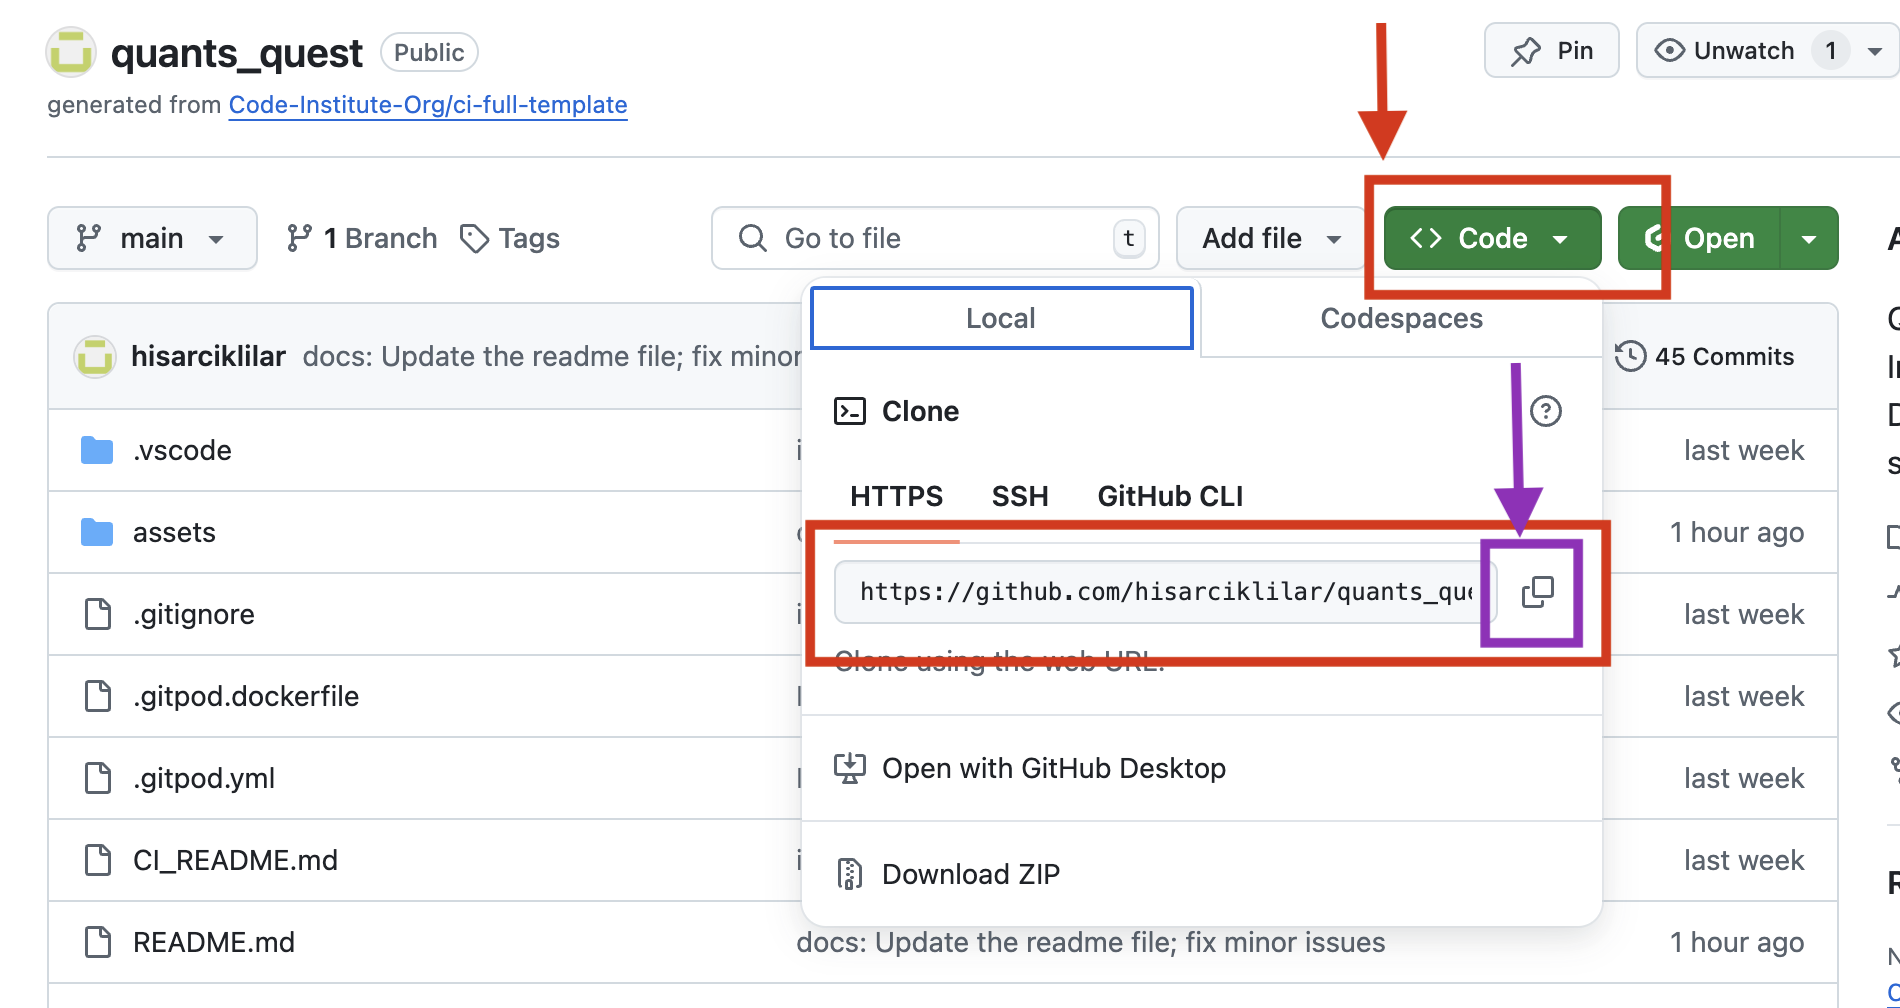 quants_quest Public
Pin
Unwatch 1
generated from Code-Institute-Org/ci-full-template
main
1 Branch
Tags
Go to file t
Add file
Code
Open
Local
Codespaces
hisarciklilar docs: Update the readme file; fix minor
45 Commits
Clone
HTTPS SSH GitHub CLI
https://github.com/hisarciklilar/quants_que
Clone using the web URL.
Open with GitHub Desktop
Download ZIP
.vscode
last week
assets
1 hour ago
.gitignore
last week
.gitpod.dockerfile
last week
.gitpod.yml
last week
CI_README.md
last week
README.md
docs: Update the readme file; fix minor issues
1 hour ago